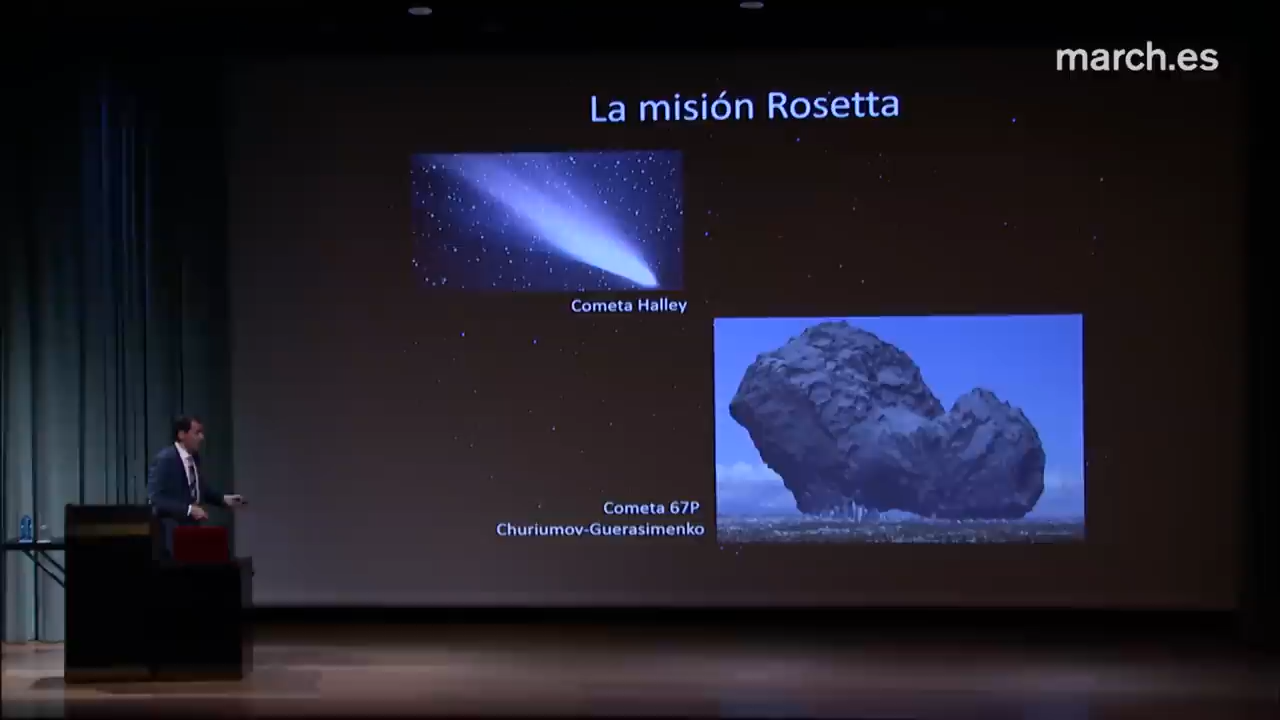 march.es
La misión Rosetta
Cometa Halley
Cometa 67P
Churiumov-Guerasimenko